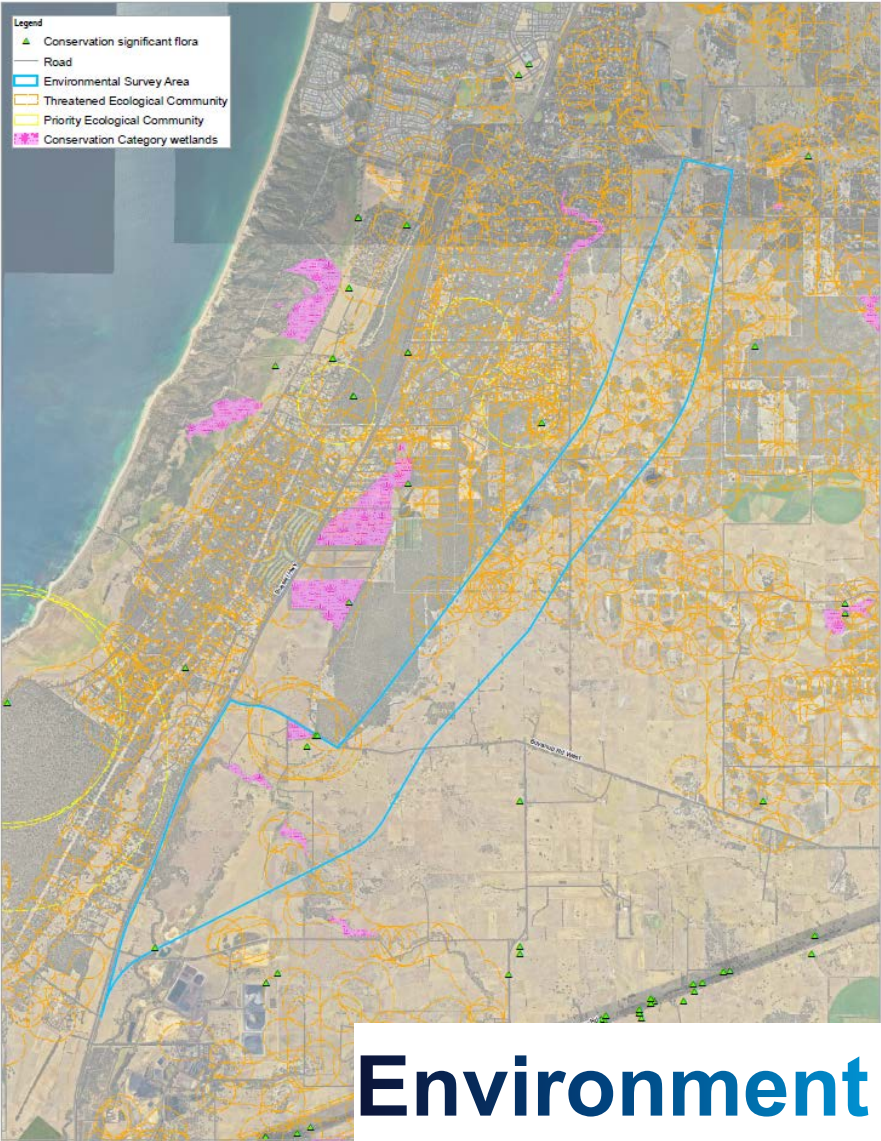 Legend
Conservation significant flora
Road
Environmental Survey Area
Threatened Ecological Community
Priority Ecological Community
Conservation Category wetlands
Boyanup Rd West
Environment